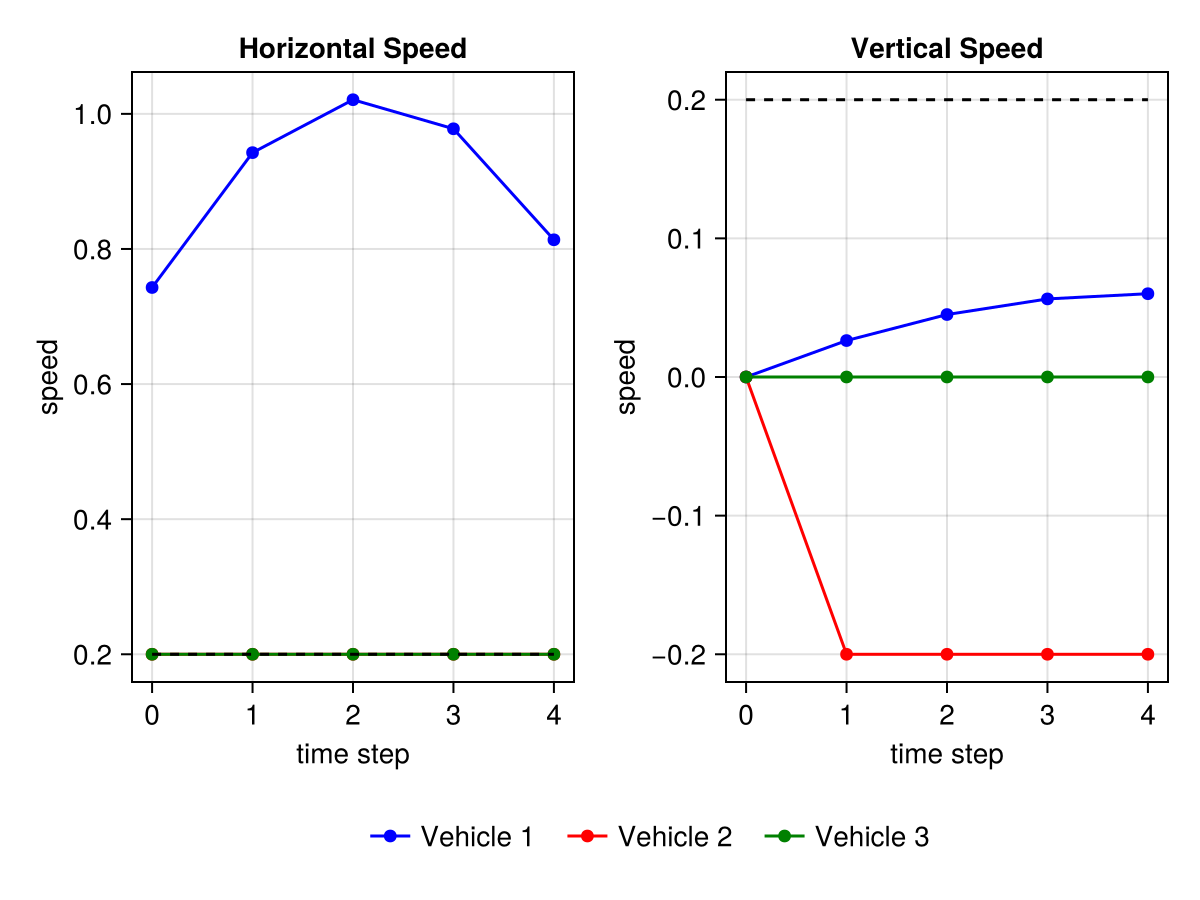 Horizontal Speed
1.0
0.8
0.6
0.4
0.2
speed
0 1 2 3 4
time step
Vertical Speed
0.2
0.1
0.0
−0.1
−0.2
speed
0 1 2 3 4
time step
Vehicle 1 Vehicle 2 Vehicle 3